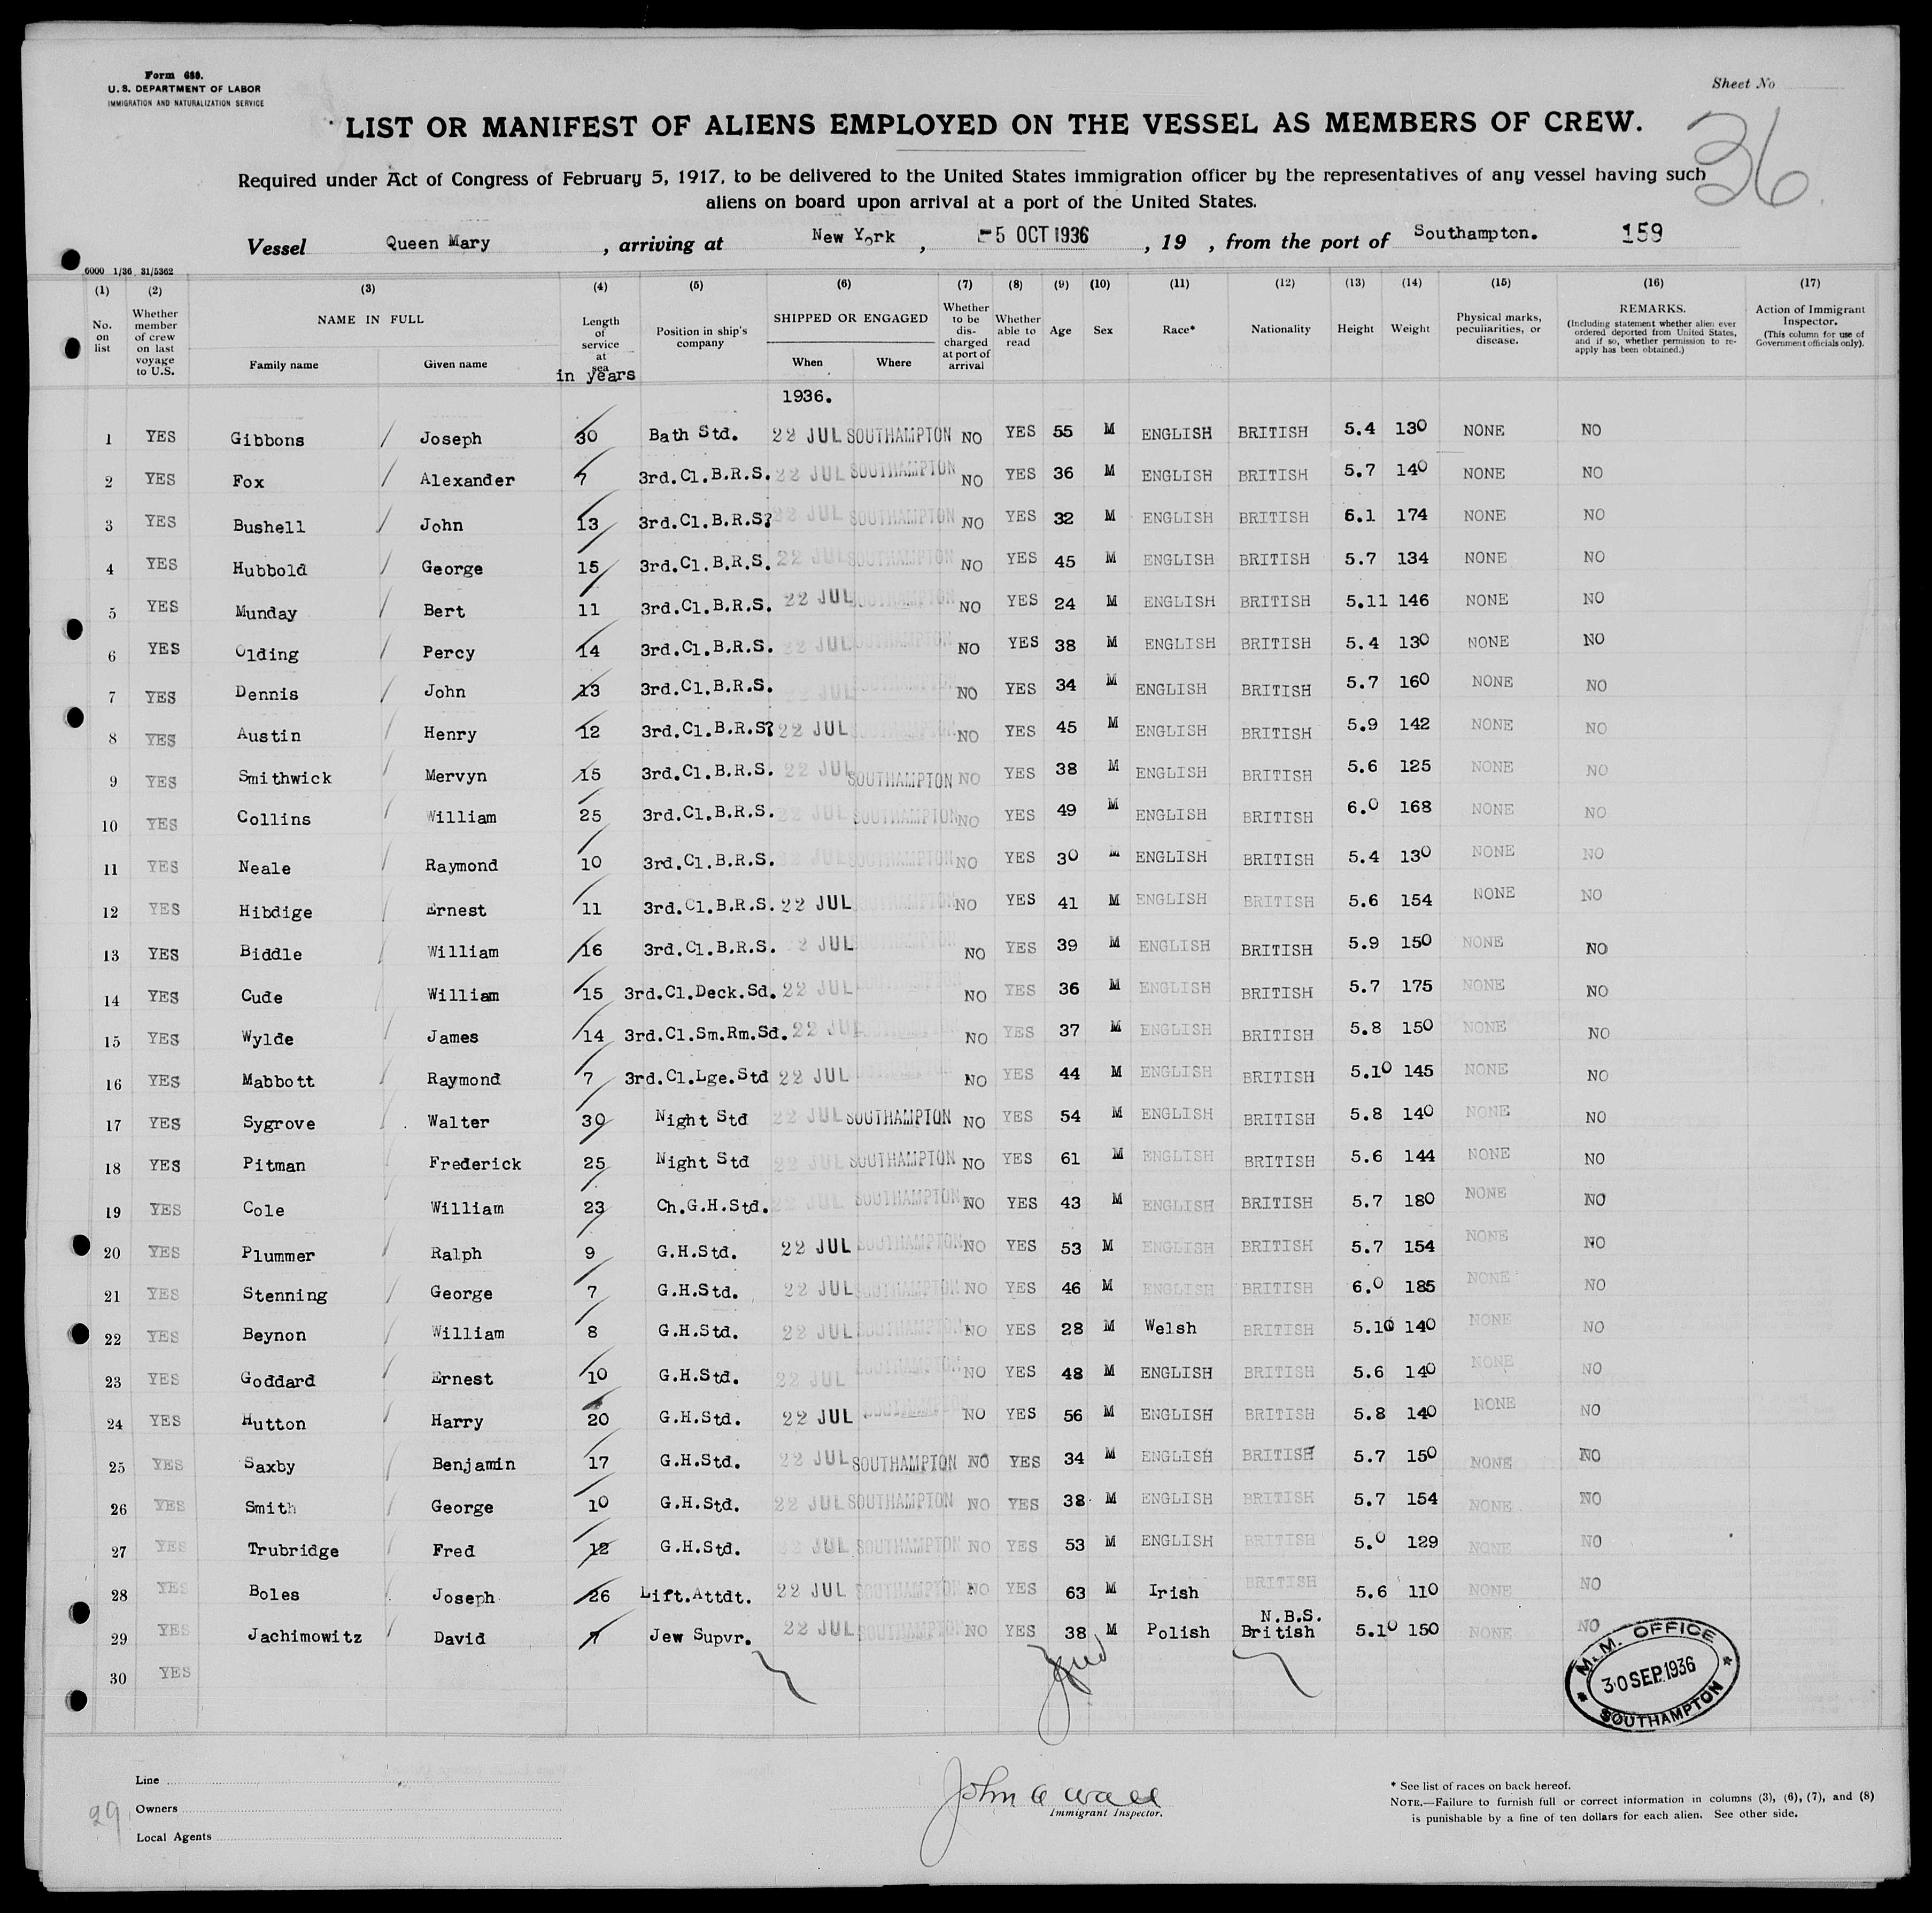 Form 680.
U. S. DEPARTMENT OF LABOR
IMMIGRATION AND NATURALIZATION SERVICE
Sheet No
LIST OR MANIFEST OF ALIENS EMPLOYED ON THE VESSEL AS MEMBERS OF CREW.
36
Required under Act of Congress of February 5, 1917, to be delivered to the United States immigration officer by the representatives of any vessel having such
aliens on board upon arrival at a port of the United States.
Vessel Queen Mary , arriving at New York , -5 OCT 1936 , 19 , from the port of Southampton. 159
6000 1/36 31/5362
(1) (2) (3) (4) (5) (6) (7) (8) (9) (10) (11) (12) (13) (14) (15) (16) (17)
No. on list
Whether member of crew on last voyage to U.S.
NAME IN FULL
Family name
Given name
Length of service at sea
in years
Position in ship's company
SHIPPED OR ENGAGED
When
Where
Whether to be discharged at port of arrival
Whether able to read
Age
Sex
Race*
Nationality
Height
Weight
Physical marks, peculiarities, or disease.
REMARKS.
(Including statement whether alien ever ordered deported from United States, and if so, whether permission to re-apply has been obtained.)
Action of Immigrant Inspector.
(This column for use of Government officials only).
1936.
1 YES Gibbons / Joseph 30 Bath Std. 22 JUL SOUTHAMPTON NO YES 55 M ENGLISH BRITISH 5.4 130 NONE NO
2 YES Fox / Alexander 7 3rd.Cl.B.R.S. 22 JUL SOUTHAMPTON NO YES 36 M ENGLISH BRITISH 5.7 140 NONE NO
3 YES Bushell / John 13 3rd.Cl.B.R.S? 22 JUL SOUTHAMPTON NO YES 32 M ENGLISH BRITISH 6.1 174 NONE NO
4 YES Hubbold / George 15 3rd.Cl.B.R.S. 22 JUL SOUTHAMPTON NO YES 45 M ENGLISH BRITISH 5.7 134 NONE NO
5 YES Munday / Bert 11 3rd.Cl.B.R.S. 22 JUL SOUTHAMPTON NO YES 24 M ENGLISH BRITISH 5.11 146 NONE NO
6 YES Olding / Percy 14 3rd.Cl.B.R.S. 22 JUL SOUTHAMPTON NO YES 38 M ENGLISH BRITISH 5.4 130 NONE NO
7 YES Dennis / John 13 3rd.Cl.B.R.S. 22 JUL SOUTHAMPTON NO YES 34 M ENGLISH BRITISH 5.7 160 NONE NO
8 YES Austin / Henry 12 3rd.Cl.B.R.S? 22 JUL SOUTHAMPTON NO YES 45 M ENGLISH BRITISH 5.9 142 NONE NO
9 YES Smithwick / Mervyn 15 3rd.Cl.B.R.S. 22 JUL SOUTHAMPTON NO YES 38 M ENGLISH BRITISH 5.6 125 NONE NO
10 YES Collins / William 25 3rd.Cl.B.R.S. 22 JUL SOUTHAMPTON NO YES 49 M ENGLISH BRITISH 6.0 168 NONE NO
11 YES Neale / Raymond 10 3rd.Cl.B.R.S. 22 JUL SOUTHAMPTON NO YES 30 M ENGLISH BRITISH 5.4 130 NONE NO
12 YES Hibdige / Ernest 11 3rd.Cl.B.R.S. 22 JUL SOUTHAMPTON NO YES 41 M ENGLISH BRITISH 5.6 154 NONE NO
13 YES Biddle / William 16 3rd.Cl.B.R.S. 22 JUL SOUTHAMPTON NO YES 39 M ENGLISH BRITISH 5.9 150 NONE NO
14 YES Cude / William 15 3rd.Cl.Deck.Sd. 22 JUL SOUTHAMPTON NO YES 36 M ENGLISH BRITISH 5.7 175 NONE NO
15 YES Wylde / James 14 3rd.Cl.Sm.Rm.Sd. 22 JUL SOUTHAMPTON NO YES 37 M ENGLISH BRITISH 5.8 150 NONE NO
16 YES Mabbott / Raymond 7 3rd.Cl.Lge.Std 22 JUL NO YES 44 M ENGLISH BRITISH 5.10 145 NONE NO
17 YES Sygrove / Walter 30 Night Std 22 JUL SOUTHAMPTON NO YES 54 M ENGLISH BRITISH 5.8 140 NONE NO
18 YES Pitman / Frederick 25 Night Std 22 JUL SOUTHAMPTON NO YES 61 M ENGLISH BRITISH 5.6 144 NONE NO
19 YES Cole / William 23 Ch.G.H.Std. 22 JUL SOUTHAMPTON NO YES 43 M ENGLISH BRITISH 5.7 180 NONE NO
20 YES Plummer / Ralph 9 G.H.Std. 22 JUL SOUTHAMPTON NO YES 53 M ENGLISH BRITISH 5.7 154 NONE NO
21 YES Stenning / George 7 G.H.Std. 22 JUL SOUTHAMPTON NO YES 46 M ENGLISH BRITISH 6.0 185 NONE NO
22 YES Beynon / William 8 G.H.Std. 22 JUL SOUTHAMPTON NO YES 28 M Welsh BRITISH 5.10 140 NONE NO
23 YES Goddard / Ernest 10 G.H.Std. 22 JUL SOUTHAMPTON NO YES 48 M ENGLISH BRITISH 5.6 140 NONE NO
24 YES Hutton / Harry 20 G.H.Std. 22 JUL SOUTHAMPTON NO YES 56 M ENGLISH BRITISH 5.8 140 NONE NO
25 YES Saxby / Benjamin 17 G.H.Std. 22 JUL SOUTHAMPTON NO YES 34 M ENGLISH BRITISH 5.7 150 NONE NO
26 YES Smith / George 10 G.H.Std. 22 JUL SOUTHAMPTON NO YES 38 M ENGLISH BRITISH 5.7 154 NONE NO
27 YES Trubridge / Fred 12 G.H.Std. 22 JUL SOUTHAMPTON NO YES 53 M ENGLISH BRITISH 5.0 129 NONE NO
28 YES Boles Joseph 26 Lift.Attdt. 22 JUL SOUTHAMPTON NO YES 63 M Irish BRITISH 5.6 110 NONE NO
N.B.S.
29 YES Jachimowitz / David 7 Jew Supvr. 22 JUL SOUTHAMPTON NO YES 38 M Polish British 5.10 150 NONE NO
30 YES
M.M. OFFICE
30 SEP 1936
SOUTHAMPTON
Line
Owners
Local Agents
29
Immigrant Inspector.
* See list of races on back hereof.
NOTE.—Failure to furnish full or correct information in columns (3), (6), (7), and (8)
is punishable by a fine of ten dollars for each alien. See other side.